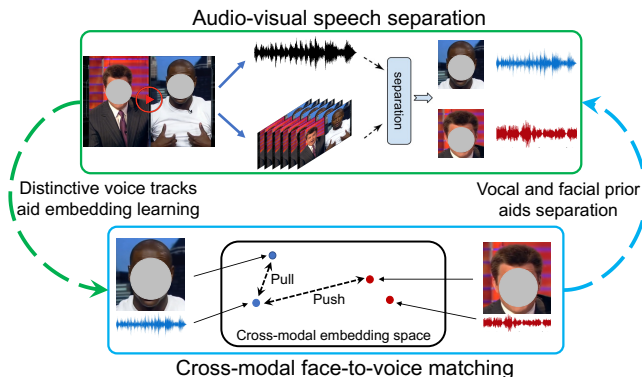 Audio-visual speech separation
separation
Distinctive voice tracks
aid embedding learning
Vocal and facial prior
aids separation
Pull
Push
Cross-modal embedding space
Cross-modal face-to-voice matching